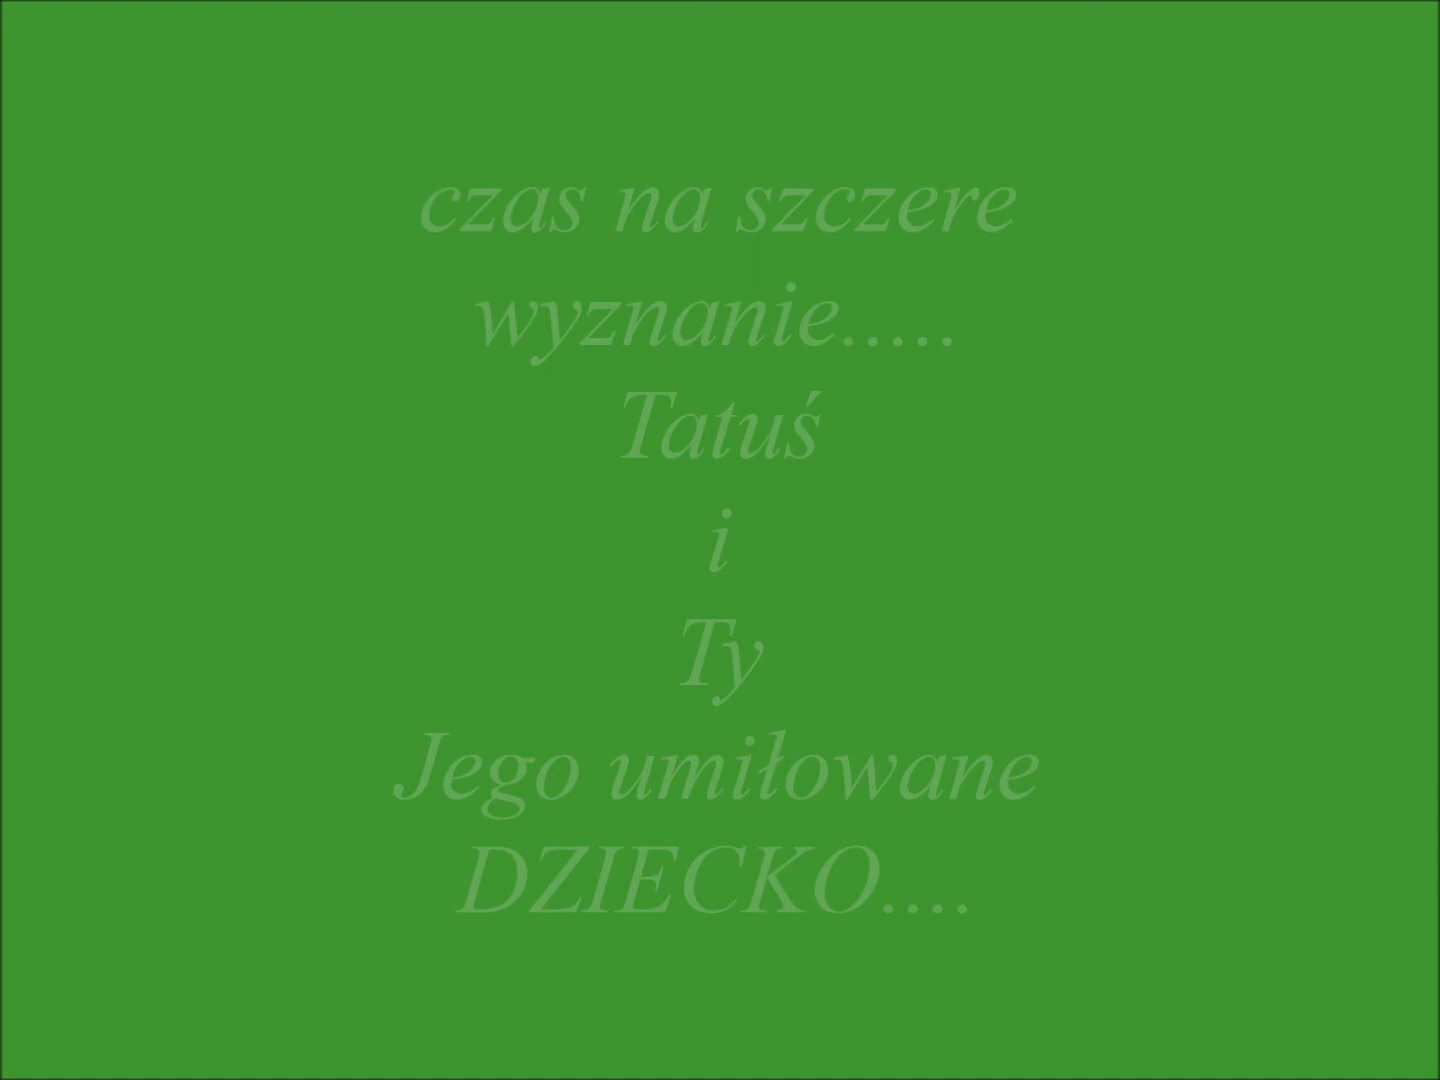 czas na szczere
wyznanie.....
Tatuś
i
Ty
Jego umiłowane
DZIECKO....